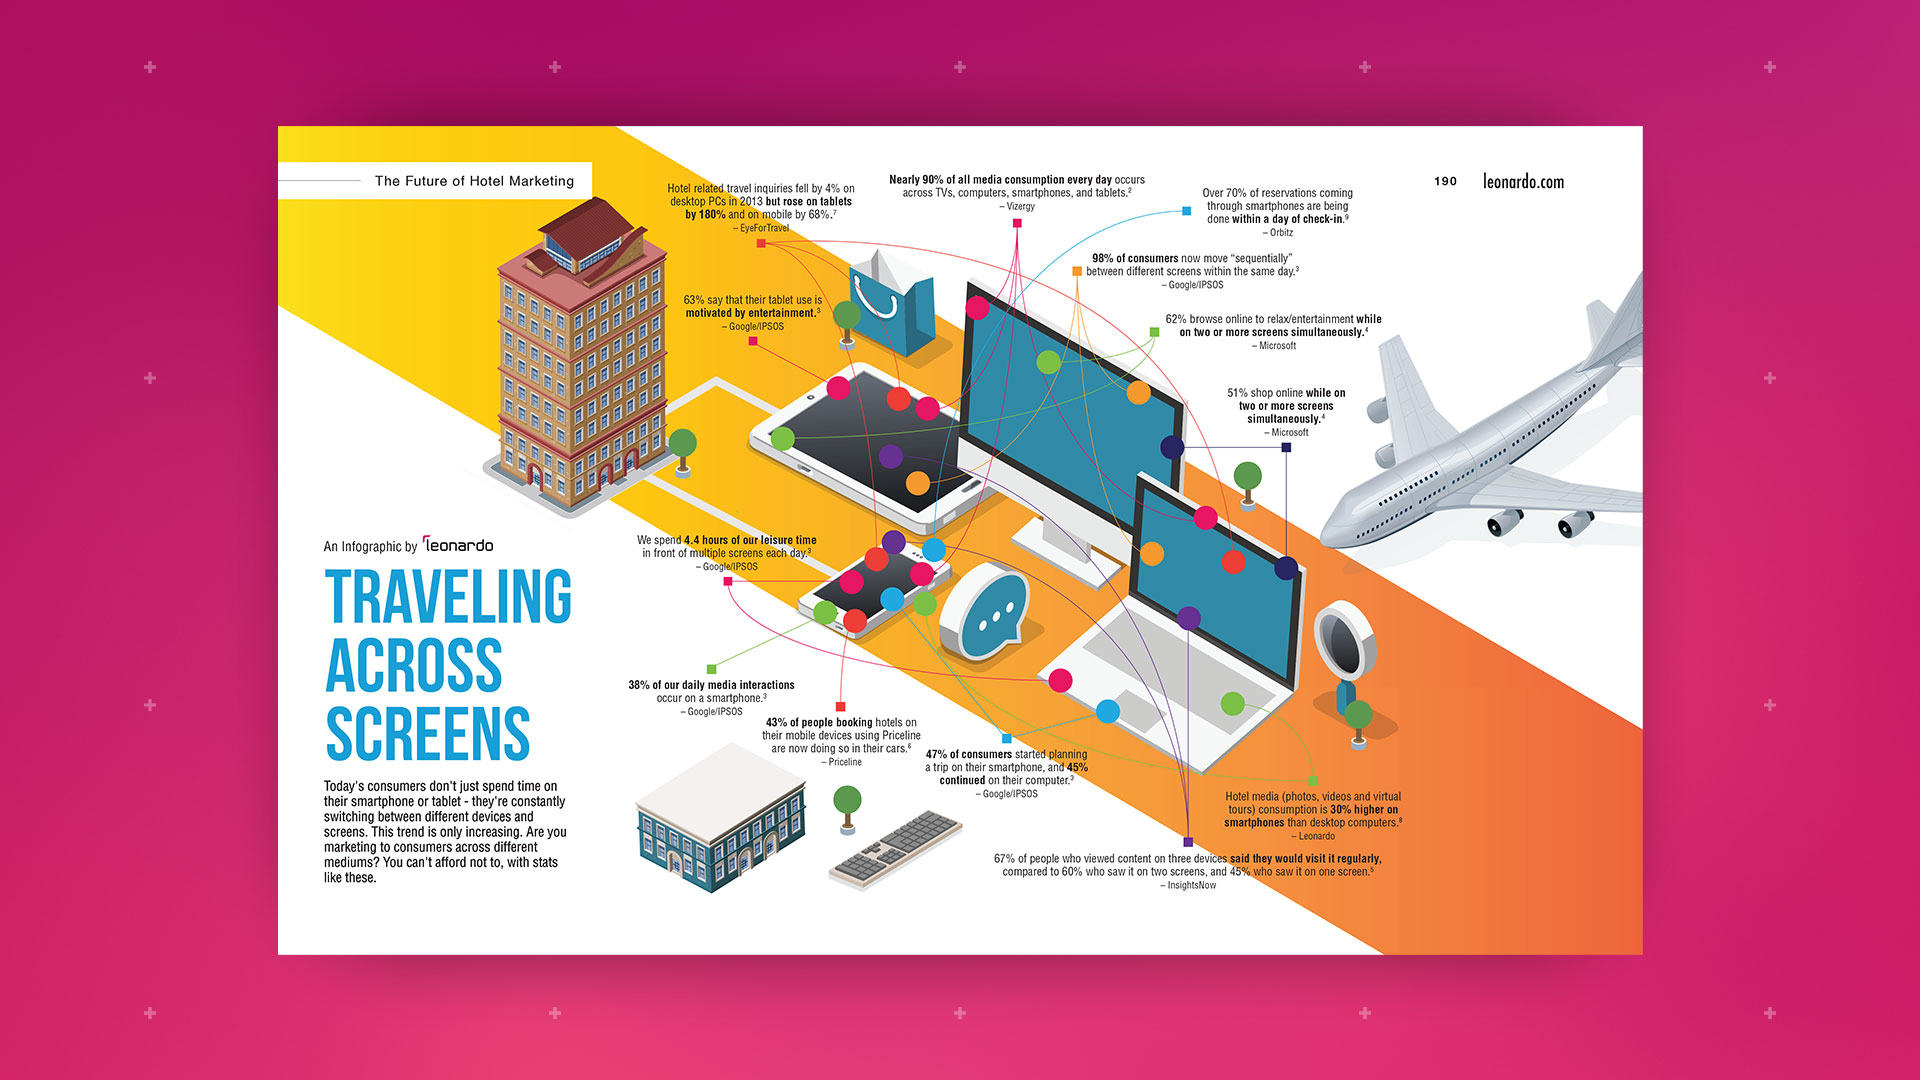 The Future of Hotel Marketing
190 leonardo.com
Hotel related travel inquiries fell by 4% on
desktop PCs in 2013 but rose on tablets
by 180% and on mobile by 68%.7
– EyeForTravel
Nearly 90% of all media consumption every day occurs
across TVs, computers, smartphones, and tablets.2
– Vizergy
Over 70% of reservations coming
through smartphones are being
done within a day of check-in.9
– Orbitz
98% of consumers now move “sequentially”
between different screens within the same day.3
– Google/IPSOS
63% say that their tablet use is
motivated by entertainment.3
– Google/IPSOS
62% browse online to relax/entertainment while
on two or more screens simultaneously.4
– Microsoft
51% shop online while on
two or more screens
simultaneously.4
– Microsoft
An Infographic by leonardo
TRAVELING
ACROSS
SCREENS
Today's consumers don't just spend time on
their smartphone or tablet - they're constantly
switching between different devices and
screens. This trend is only increasing. Are you
marketing to consumers across different
mediums? You can't afford not to, with stats
like these.
We spend 4.4 hours of our leisure time
in front of multiple screens each day.3
– Google/IPSOS
38% of our daily media interactions
occur on a smartphone.3
– Google/IPSOS
43% of people booking hotels on
their mobile devices using Priceline
are now doing so in their cars.6
– Priceline
47% of consumers started planning
a trip on their smartphone, and 45%
continued on their computer.3
– Google/IPSOS
Hotel media (photos, videos and virtual
tours) consumption is 30% higher on
smartphones than desktop computers.8
– Leonardo
67% of people who viewed content on three devices said they would visit it regularly,
compared to 60% who saw it on two screens, and 45% who saw it on one screen.5
– InsightsNow